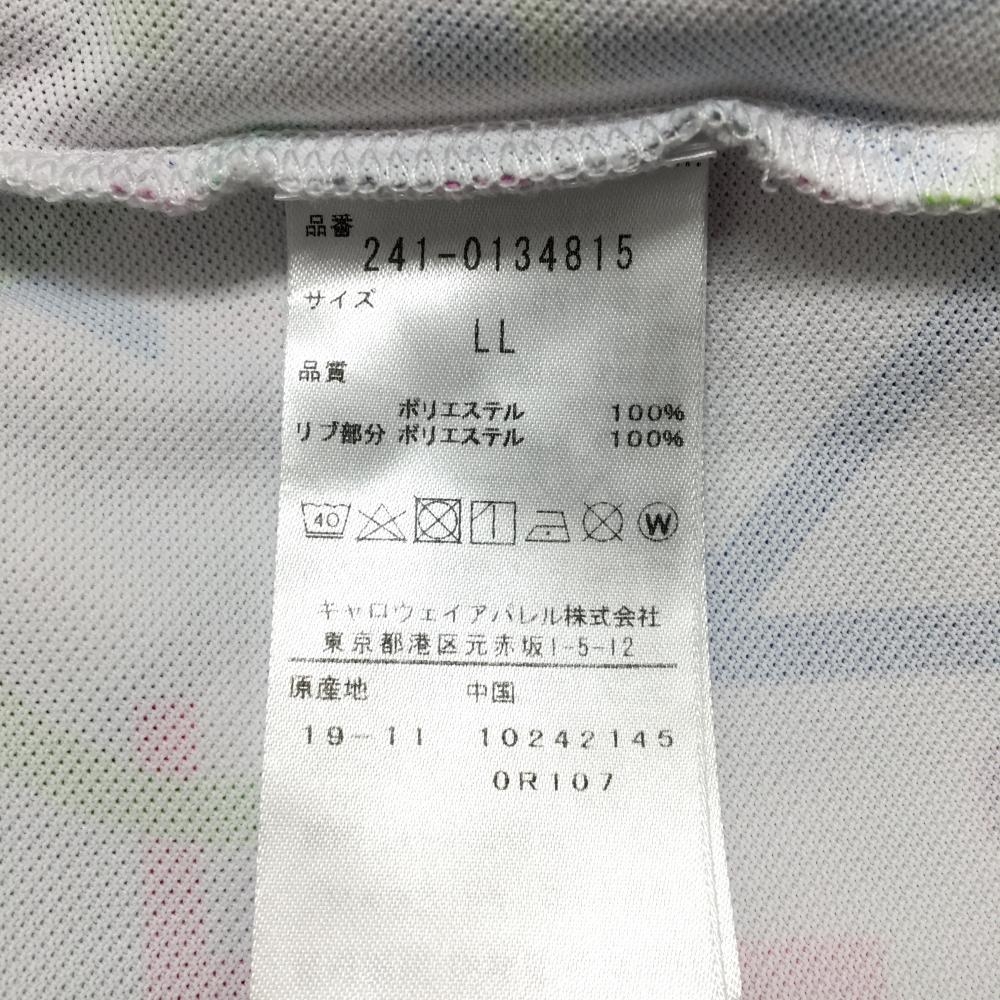 品番
241-0134815
サイズ
LL
品質
ポリエステル 100%
リブ部分 ポリエステル 100%
40 W
キャロウェイアパレル株式会社
東京都港区元赤坂1-5-12
原産地 中国
19-11 10242145
0R107